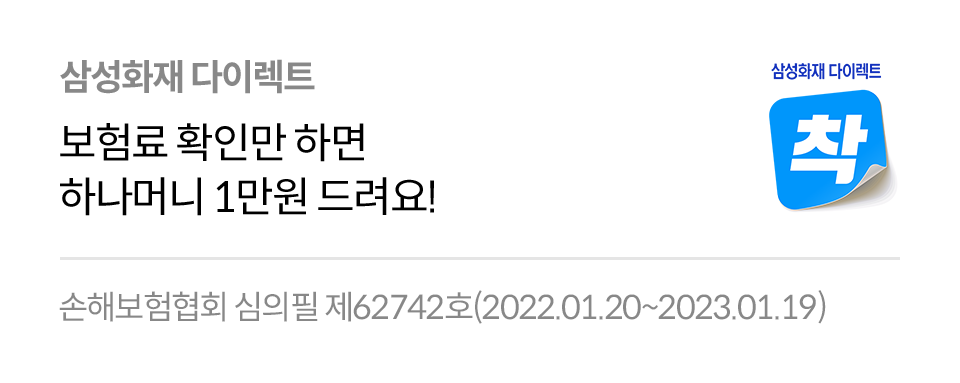 삼성화재 다이렉트
보험료 확인만 하면
하나머니 1만원 드려요!
삼성화재 다이렉트
착
손해보험협회 심의필 제62742호(2022.01.20~2023.01.19)